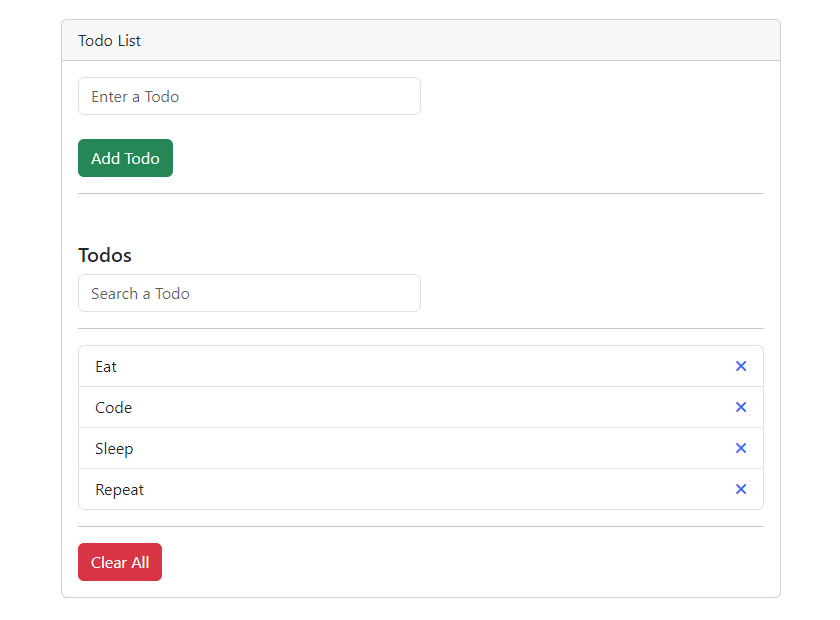 Todo List
Enter a Todo
Add Todo
Todos
Search a Todo
Eat
Code
Sleep
Repeat
Clear All